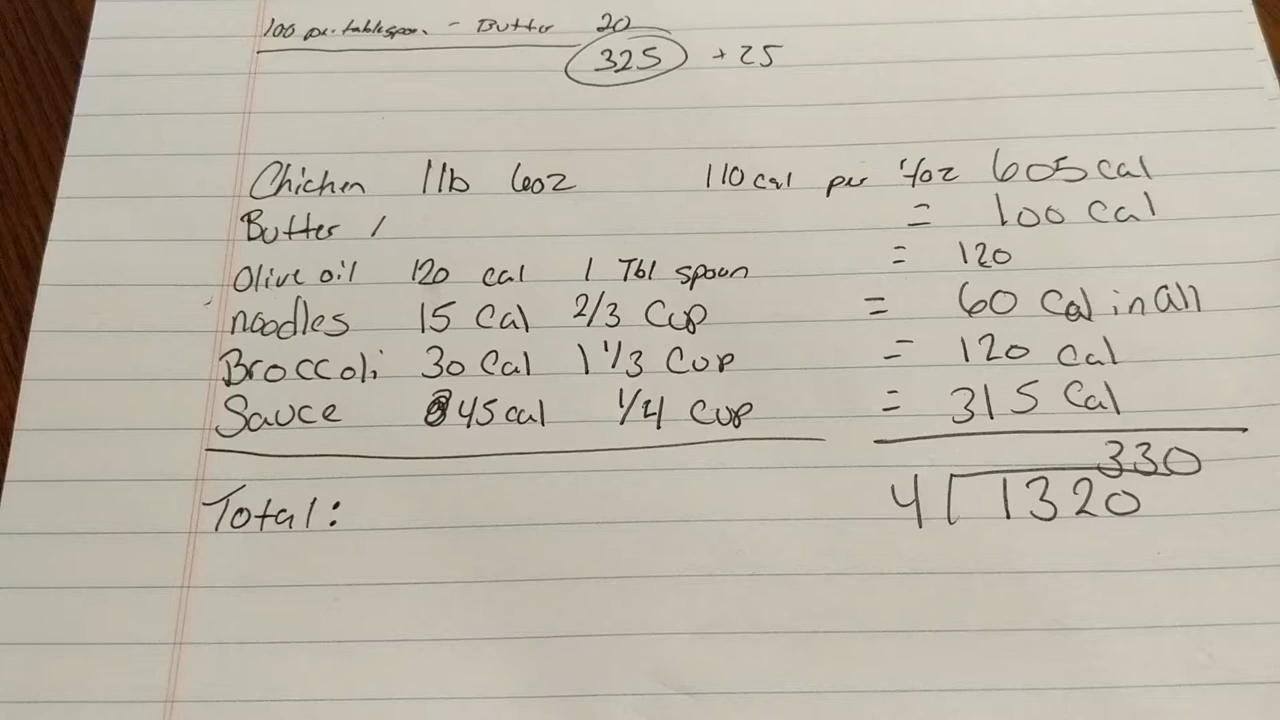 100 per tablespoon - Butter 20
325 + 25
Chicken 1lb 6oz 110 cal per 4oz 605 cal
Butter 1 = 100 cal
Olive oil 120 cal 1 Tbl spoon = 120
noodles 15 Cal 2/3 Cup = 60 Cal in all
Broccoli 30 Cal 1 1/3 Cup = 120 Cal
Sauce 45 cal 1/4 Cup = 315 Cal
330
Total: 4 1320